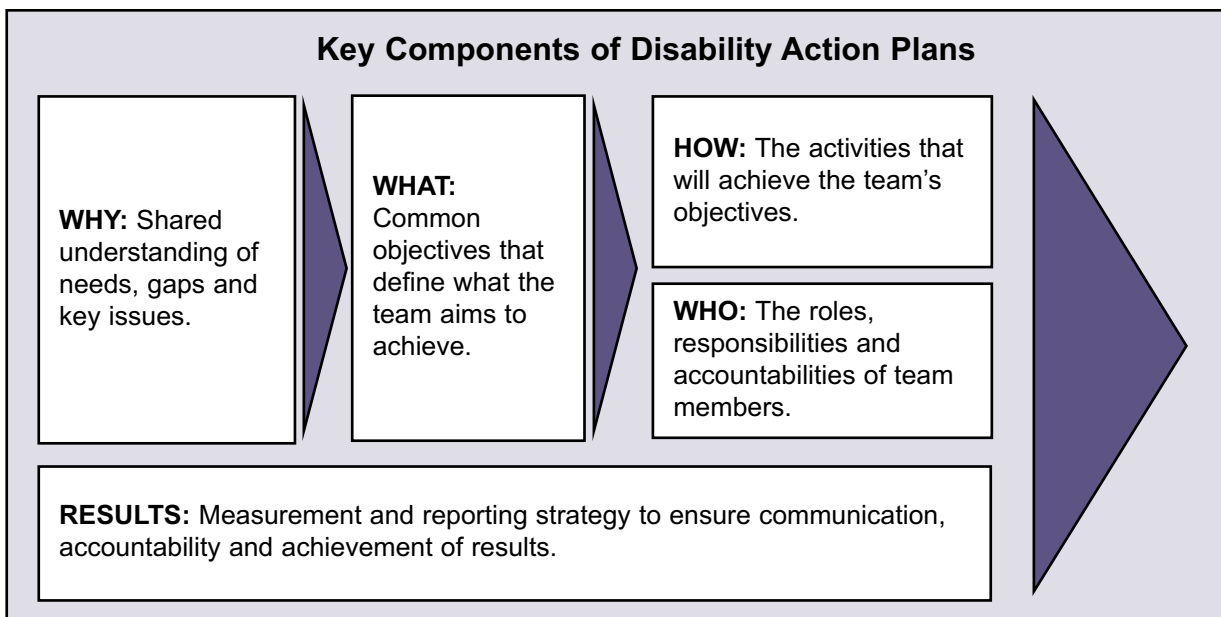 Key Components of Disability Action Plans
WHY: Shared
understanding of
needs, gaps and
key issues.
WHAT:
Common
objectives that
define what the
team aims to
achieve.
HOW: The activities that
will achieve the team’s
objectives.
WHO: The roles,
responsibilities and
accountabilities of team
members.
RESULTS: Measurement and reporting strategy to ensure communication,
accountability and achievement of results.